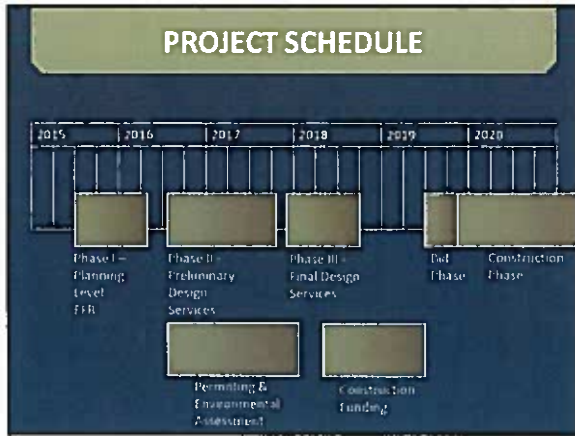 PROJECT SCHEDULE
2015 2016 2017 2018 2019 2020
Phase I –
Planning
Level
Phase II -
Preliminary
Design
Services
Phase III -
Final Design
Services
Bid
Phase
Construction
Phase
Permitting &
Environmental
Assessment
Construction
Funding